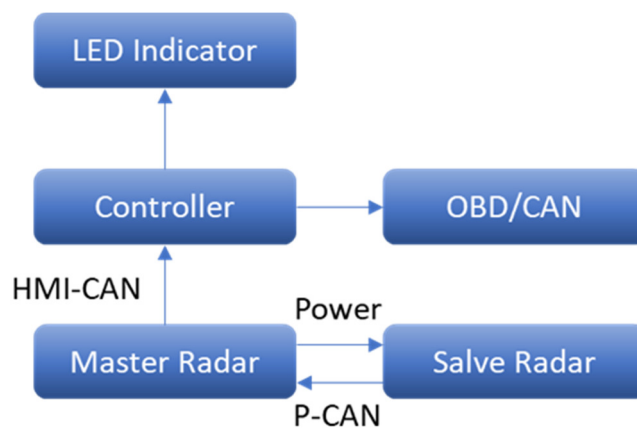 LED Indicator
Controller
OBD/CAN
HMI-CAN
Power
Master Radar
Salve Radar
P-CAN